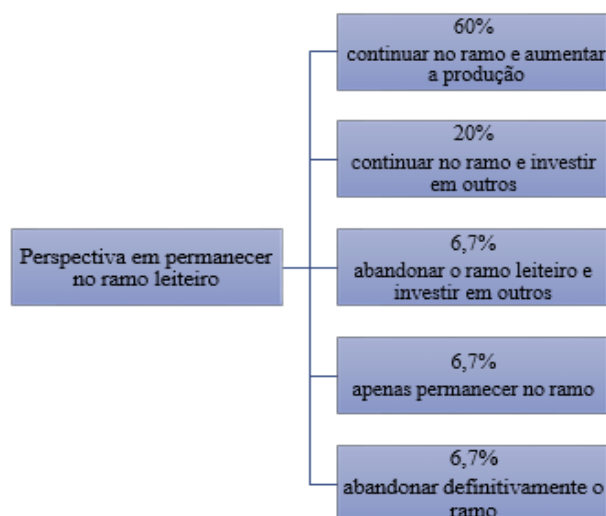 60%
continuar no ramo e aumentar
a produção
20%
continuar no ramo e investir
em outros
Perspectiva em permanecer
no ramo leiteiro
6,7%
abandonar o ramo leiteiro e
investir em outros
6,7%
apenas permanecer no ramo
6,7%
abandonar definitivamente o
ramo